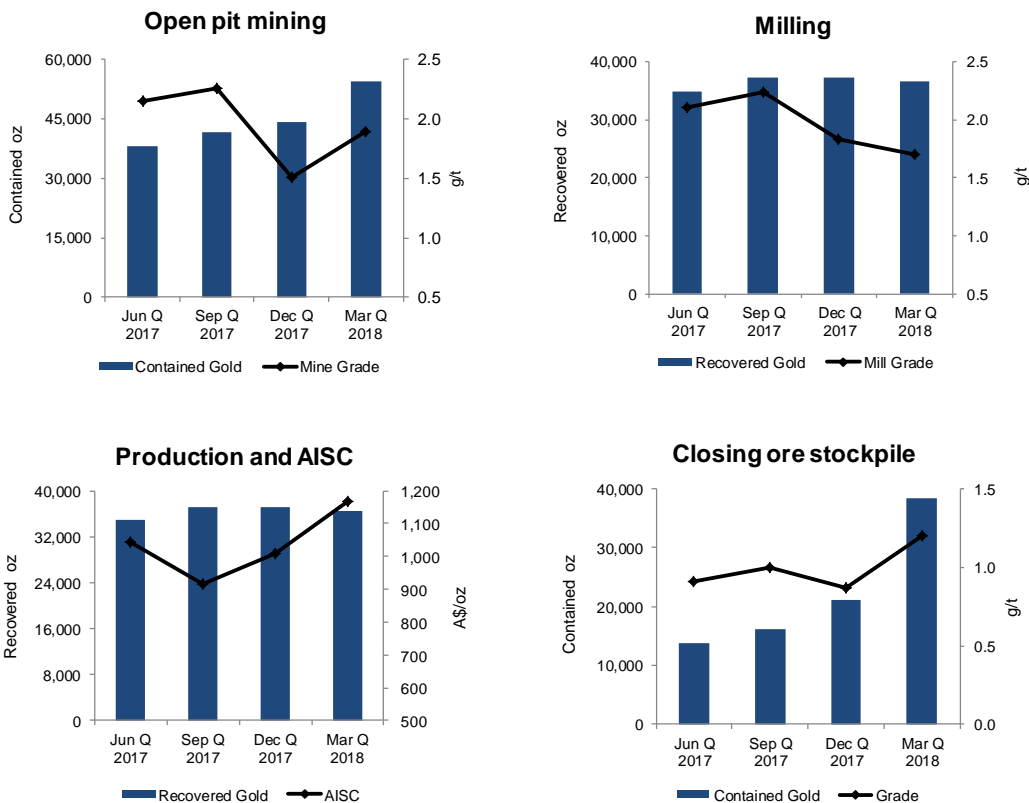 Open pit mining
60,000
45,000
30,000
15,000
0
Contained oz
2.5
2.0
1.5
1.0
0.5
g/t
Jun Q 2017
Sep Q 2017
Dec Q 2017
Mar Q 2018
Contained Gold
Mine Grade
Milling
40,000
30,000
20,000
10,000
0
Recovered oz
2.5
2.0
1.5
1.0
0.5
g/t
Jun Q 2017
Sep Q 2017
Dec Q 2017
Mar Q 2018
Recovered Gold
Mill Grade
Production and AISC
40,000
32,000
24,000
16,000
8,000
0
Recovered oz
1,200
1,100
1,000
900
800
700
600
500
A$/oz
Jun Q 2017
Sep Q 2017
Dec Q 2017
Mar Q 2018
Recovered Gold
AISC
Closing ore stockpile
40,000
30,000
20,000
10,000
0
Contained oz
1.5
1.0
0.5
0.0
g/t
Jun Q 2017
Sep Q 2017
Dec Q 2017
Mar Q 2018
Contained Gold
Grade